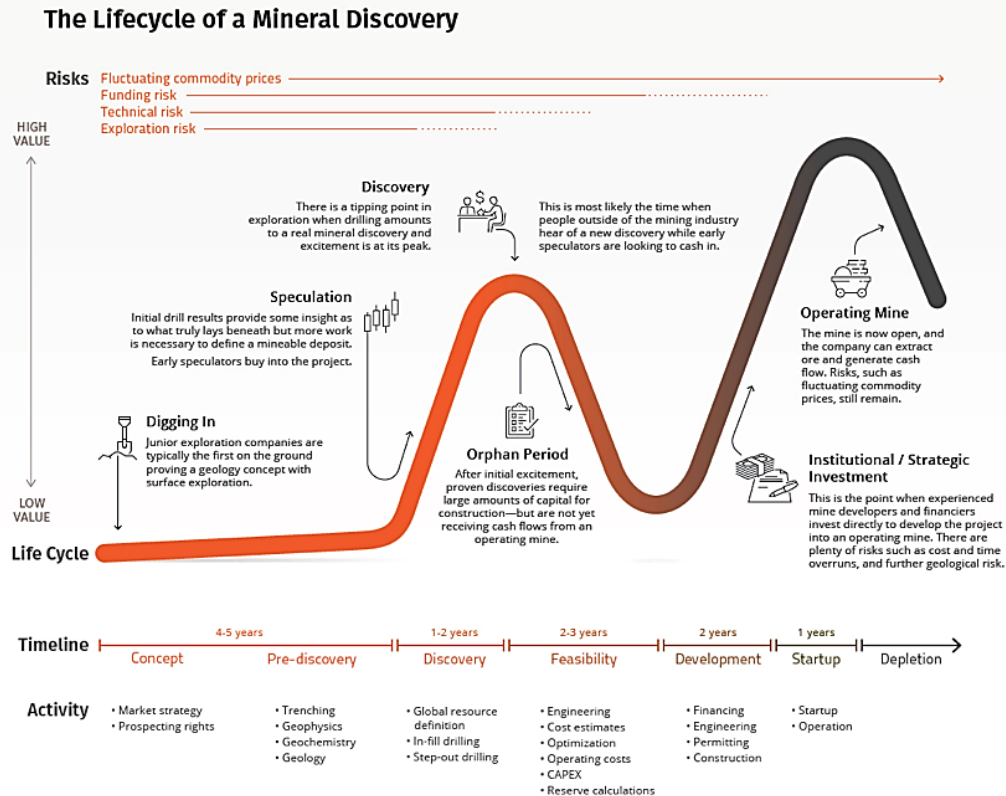 The Lifecycle of a Mineral Discovery
Risks
Fluctuating commodity prices
Funding risk
Technical risk
Exploration risk
HIGH
VALUE
LOW
VALUE
Discovery
There is a tipping point in
exploration when drilling amounts
to a real mineral discovery and
excitement is at its peak.
$
This is most likely the time when
people outside of the mining industry
hear of a new discovery while early
speculators are looking to cash in.
Speculation
Initial drill results provide some insight as
to what truly lays beneath but more work
is necessary to define a mineable deposit.
Early speculators buy into the project.
Operating Mine
The mine is now open, and
the company can extract
ore and generate cash
flow. Risks, such as
fluctuating commodity
prices, still remain.
Digging In
Junior exploration companies are
typically the first on the ground
proving a geology concept with
surface exploration.
Orphan Period
After initial excitement,
proven discoveries require
large amounts of capital for
construction—but are not yet
receiving cash flows from an
operating mine.
Institutional / Strategic
Investment
This is the point when experienced
mine developers and financiers
invest directly to develop the project
into an operating mine. There are
plenty of risks such as cost and time
overruns, and further geological risk.
Life Cycle
Timeline
4-5 years
1-2 years
2-3 years
2 years
1 years
Concept
Pre-discovery
Discovery
Feasibility
Development
Startup
Depletion
Activity
• Market strategy
• Prospecting rights
• Trenching
• Geophysics
• Geochemistry
• Geology
• Global resource
definition
• In-fill drilling
• Step-out drilling
• Engineering
• Cost estimates
• Optimization
• Operating costs
• CAPEX
• Reserve calculations
• Financing
• Engineering
• Permitting
• Construction
• Startup
• Operation